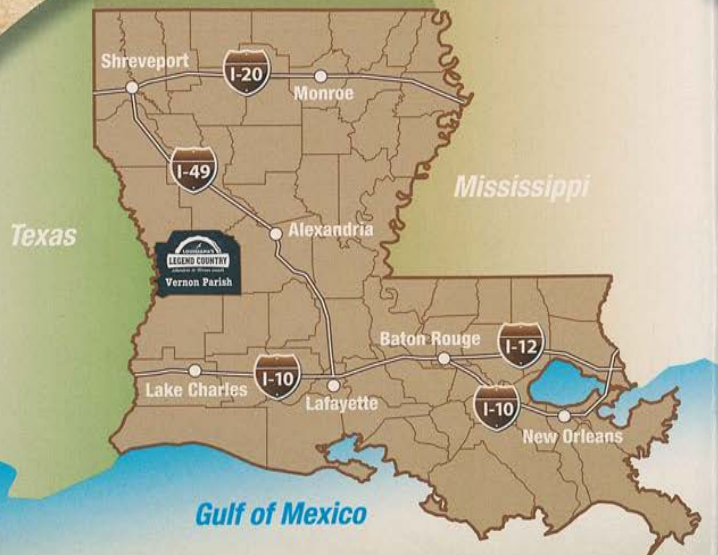 Shreveport
I-20
Monroe
I-49
Mississippi
Texas
Alexandria
LOUISIANA'S
LEGEND COUNTRY
Vernon Parish
Baton Rouge
I-12
Lake Charles
I-10
Lafayette
I-10
New Orleans
Gulf of Mexico